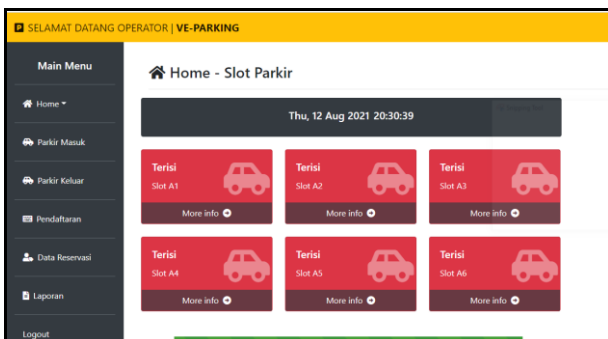 SELAMAT DATANG OPERATOR | VE-PARKING
Main Menu
Home
Parkir Masuk
Parkir Keluar
Pendaftaran
Data Reservasi
Laporan
Logout
Home - Slot Parkir
Thu, 12 Aug 2021 20:30:39
Terisi
Slot A1
More info
Terisi
Slot A2
More info
Terisi
Slot A3
More info
Terisi
Slot A4
More info
Terisi
Slot A5
More info
Terisi
Slot A6
More info